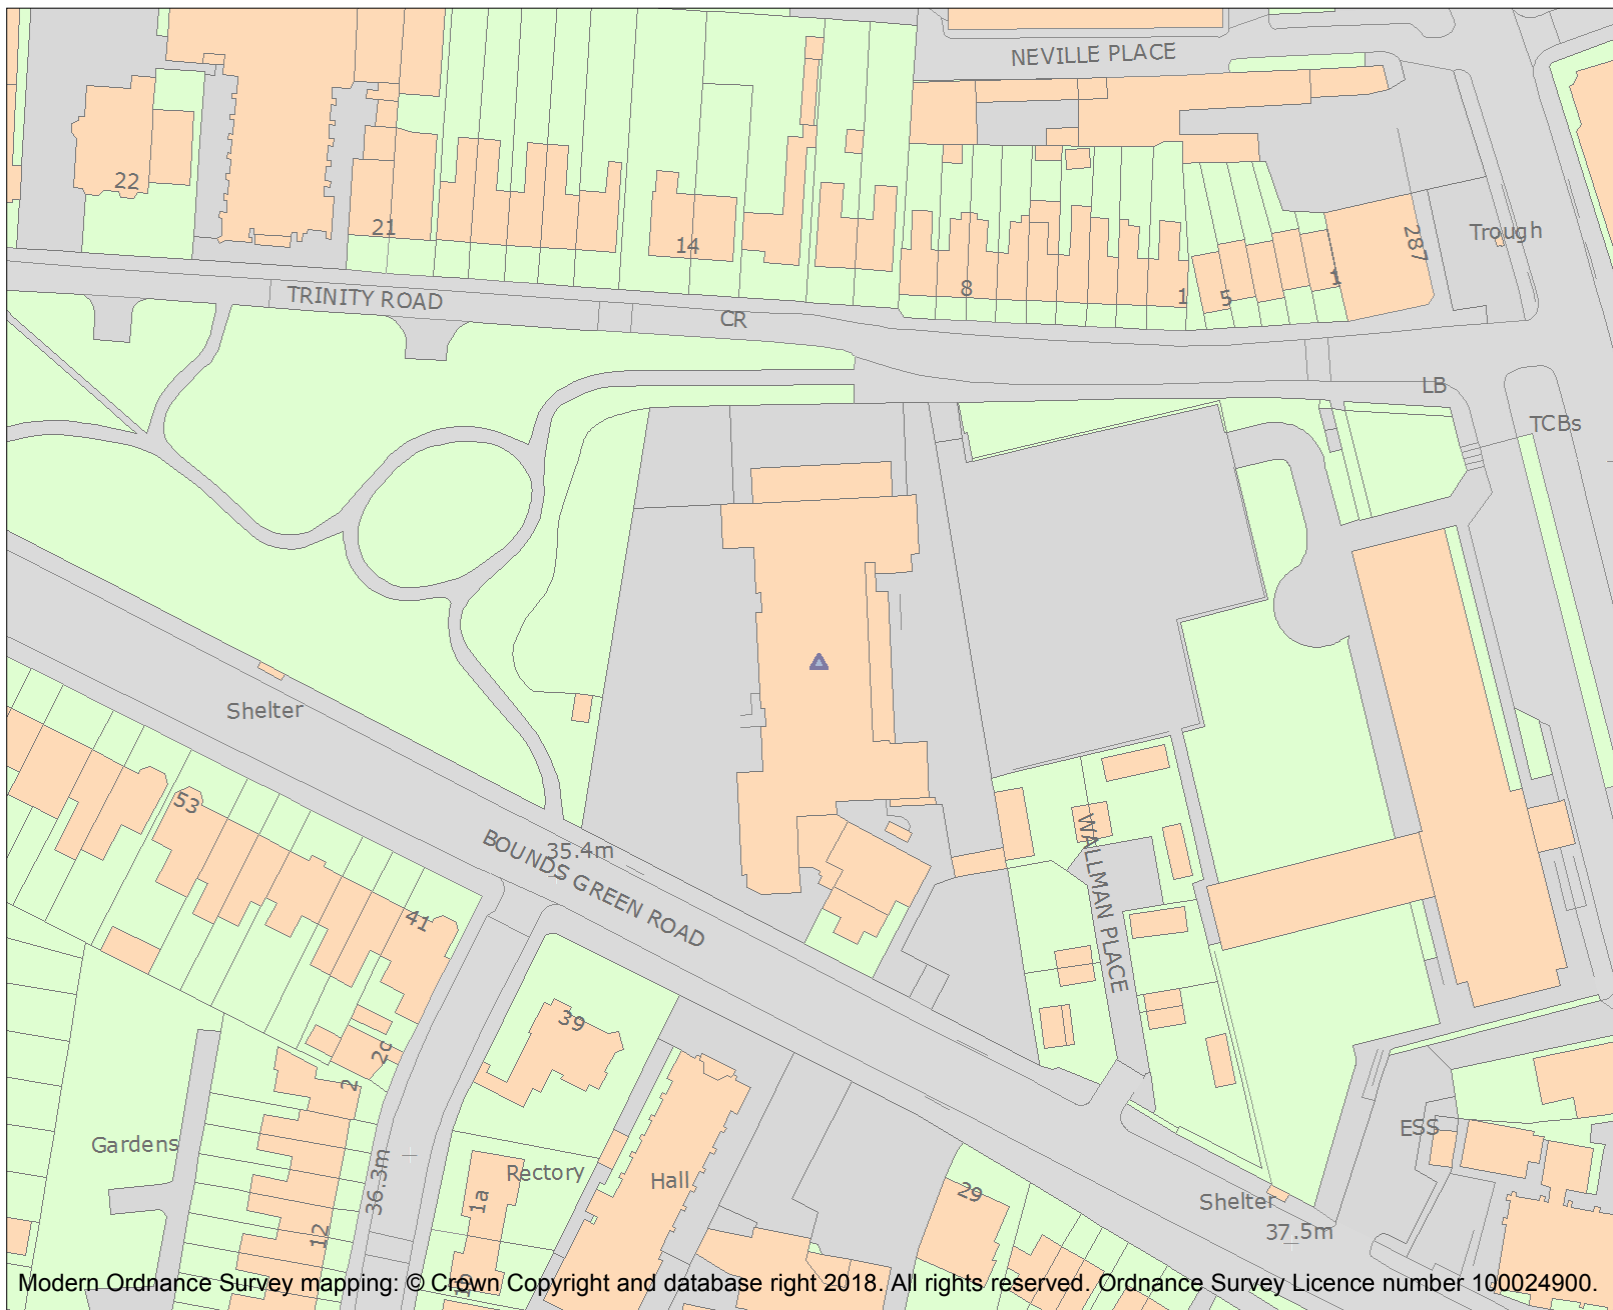 NEVILLE PLACE
22
21
14
287
Trough
8
1
5
1
TRINITY ROAD
CR
LB
TCBs
Shelter
53
BOUNDS GREEN ROAD
35.4m
WALLMAN PLACE
41
39
2c
2
ESS
Gardens
36.3m
Rectory
1a
Hall
29
Shelter
37.5m
12
Modern Ordnance Survey mapping: © Crown Copyright and database right 2018. All rights reserved. Ordnance Survey Licence number 100024900.